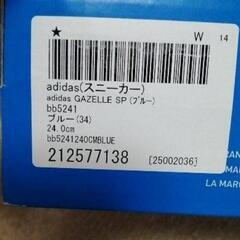 ★ W 14
adidas(スニーカー)
adidas GAZELLE SP (ブルー)
bb5241
ブルー(34)
24.0cm
bb5241240CMBLUE
212577138 [25002036]
LA MAR